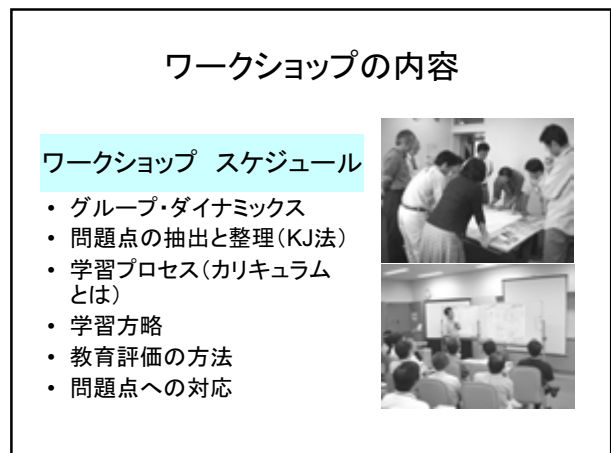 ワークショップの内容
ワークショップ　スケジュール
• グループ・ダイナミックス
• 問題点の抽出と整理(KJ法)
• 学習プロセス(カリキュラム
とは)
• 学習方略
• 教育評価の方法
• 問題点への対応